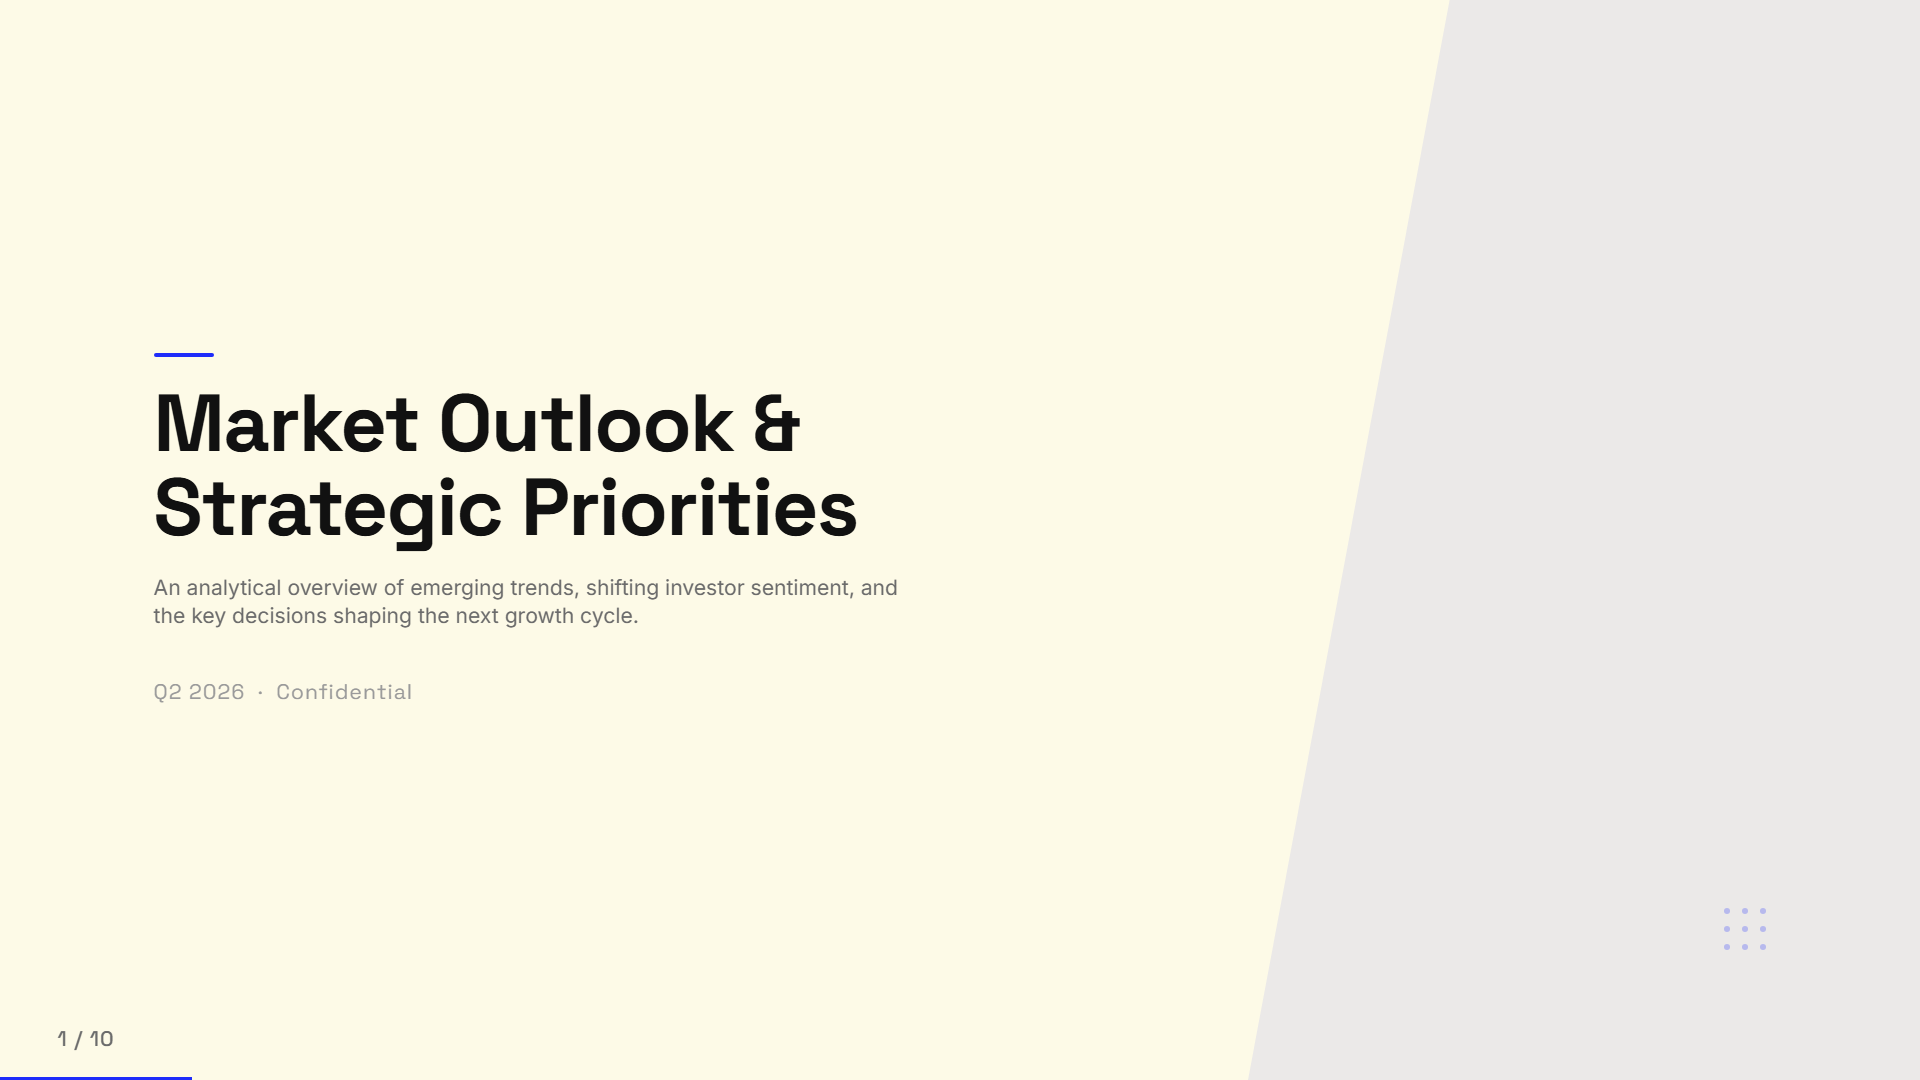 Market Outlook &
Strategic Priorities
An analytical overview of emerging trends, shifting investor sentiment, and
the key decisions shaping the next growth cycle.
Q2 2026 · Confidential
1 / 10